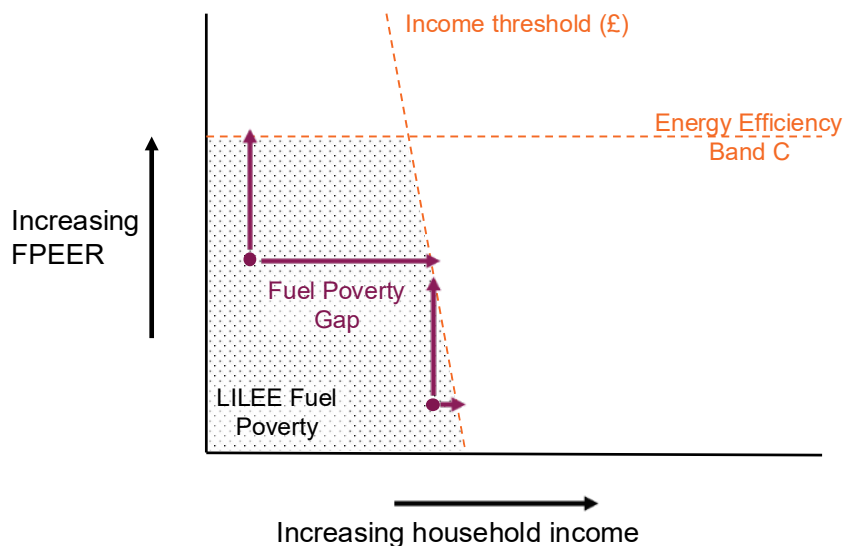 Income threshold (£)
Energy Efficiency
Band C
Increasing
FPEER
Fuel Poverty
Gap
LILEE Fuel
Poverty
Increasing household income